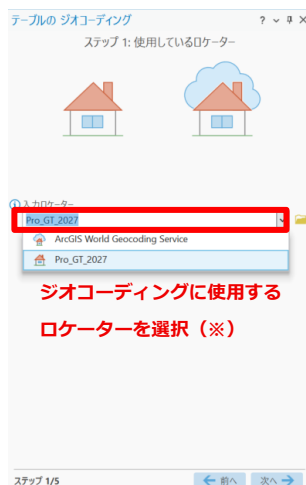 テーブルの ジオコーディング
ステップ 1: 使用しているロケーター
入力ロケーター
Pro_GT_2027
ArcGIS World Geocoding Service
Pro_GT_2027
ジオコーディングに使用する
ロケーターを選択（※）
ステップ 1/5 前へ 次へ